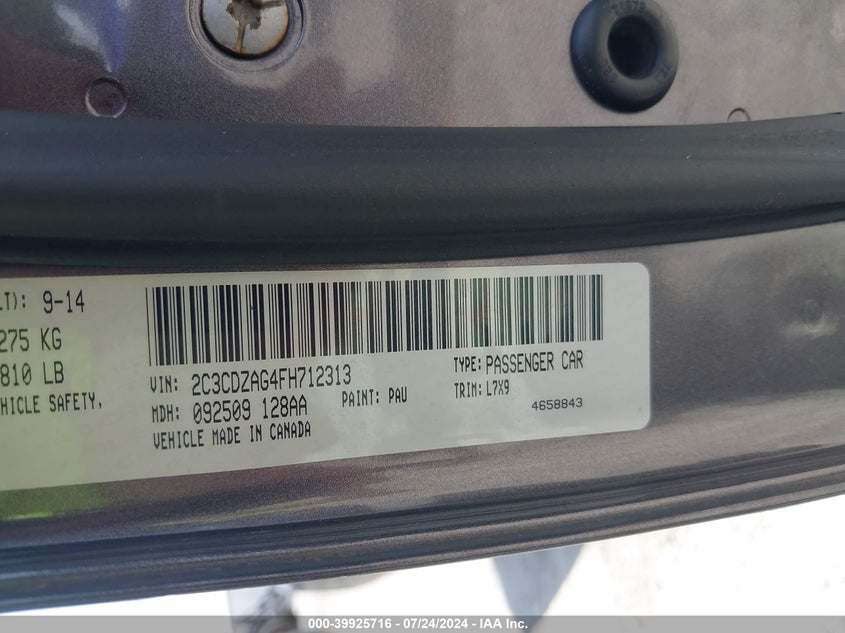 LT): 9-14
275 KG
810 LB
EHICLE SAFETY,
VIN: 2C3CDZAG4FH712313
TYPE: PASSENGER CAR
MDH: 092509 128AA
PAINT: PAU
TRIM: L7X9
VEHICLE MADE IN CANADA
4658843
000-39925716 - 07/24/2024 - IAA Inc.